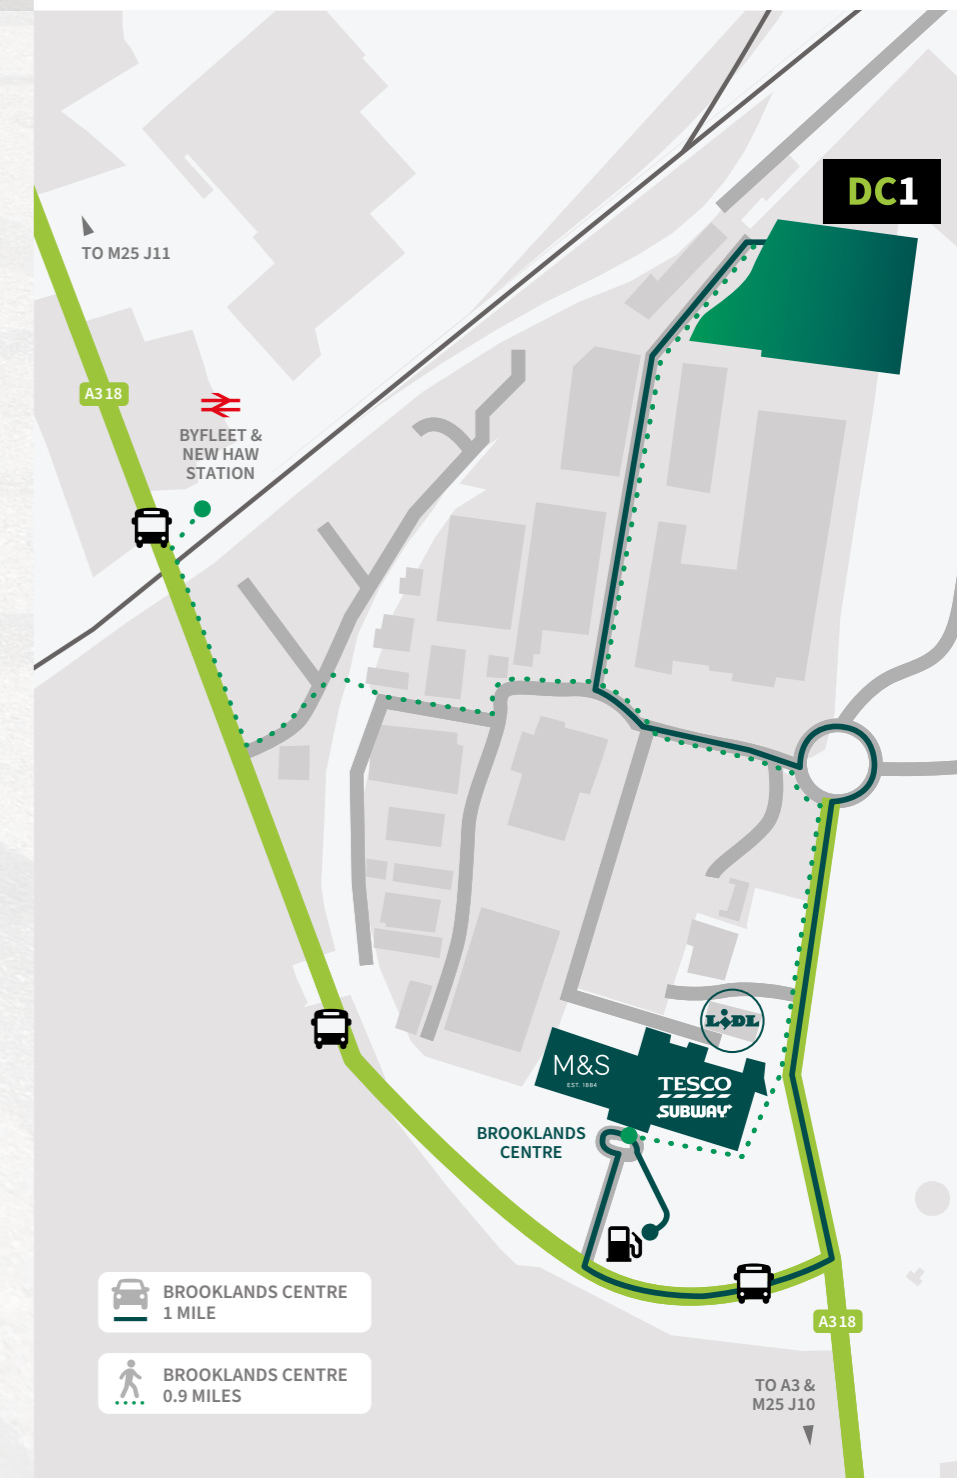 DC1
TO M25 J11
A318
BYFLEET &
NEW HAW
STATION
LIDL
M&S
EST. 1884
TESCO
SUBWAY
BROOKLANDS
CENTRE
BROOKLANDS CENTRE
1 MILE
A318
BROOKLANDS CENTRE
0.9 MILES
TO A3 &
M25 J10